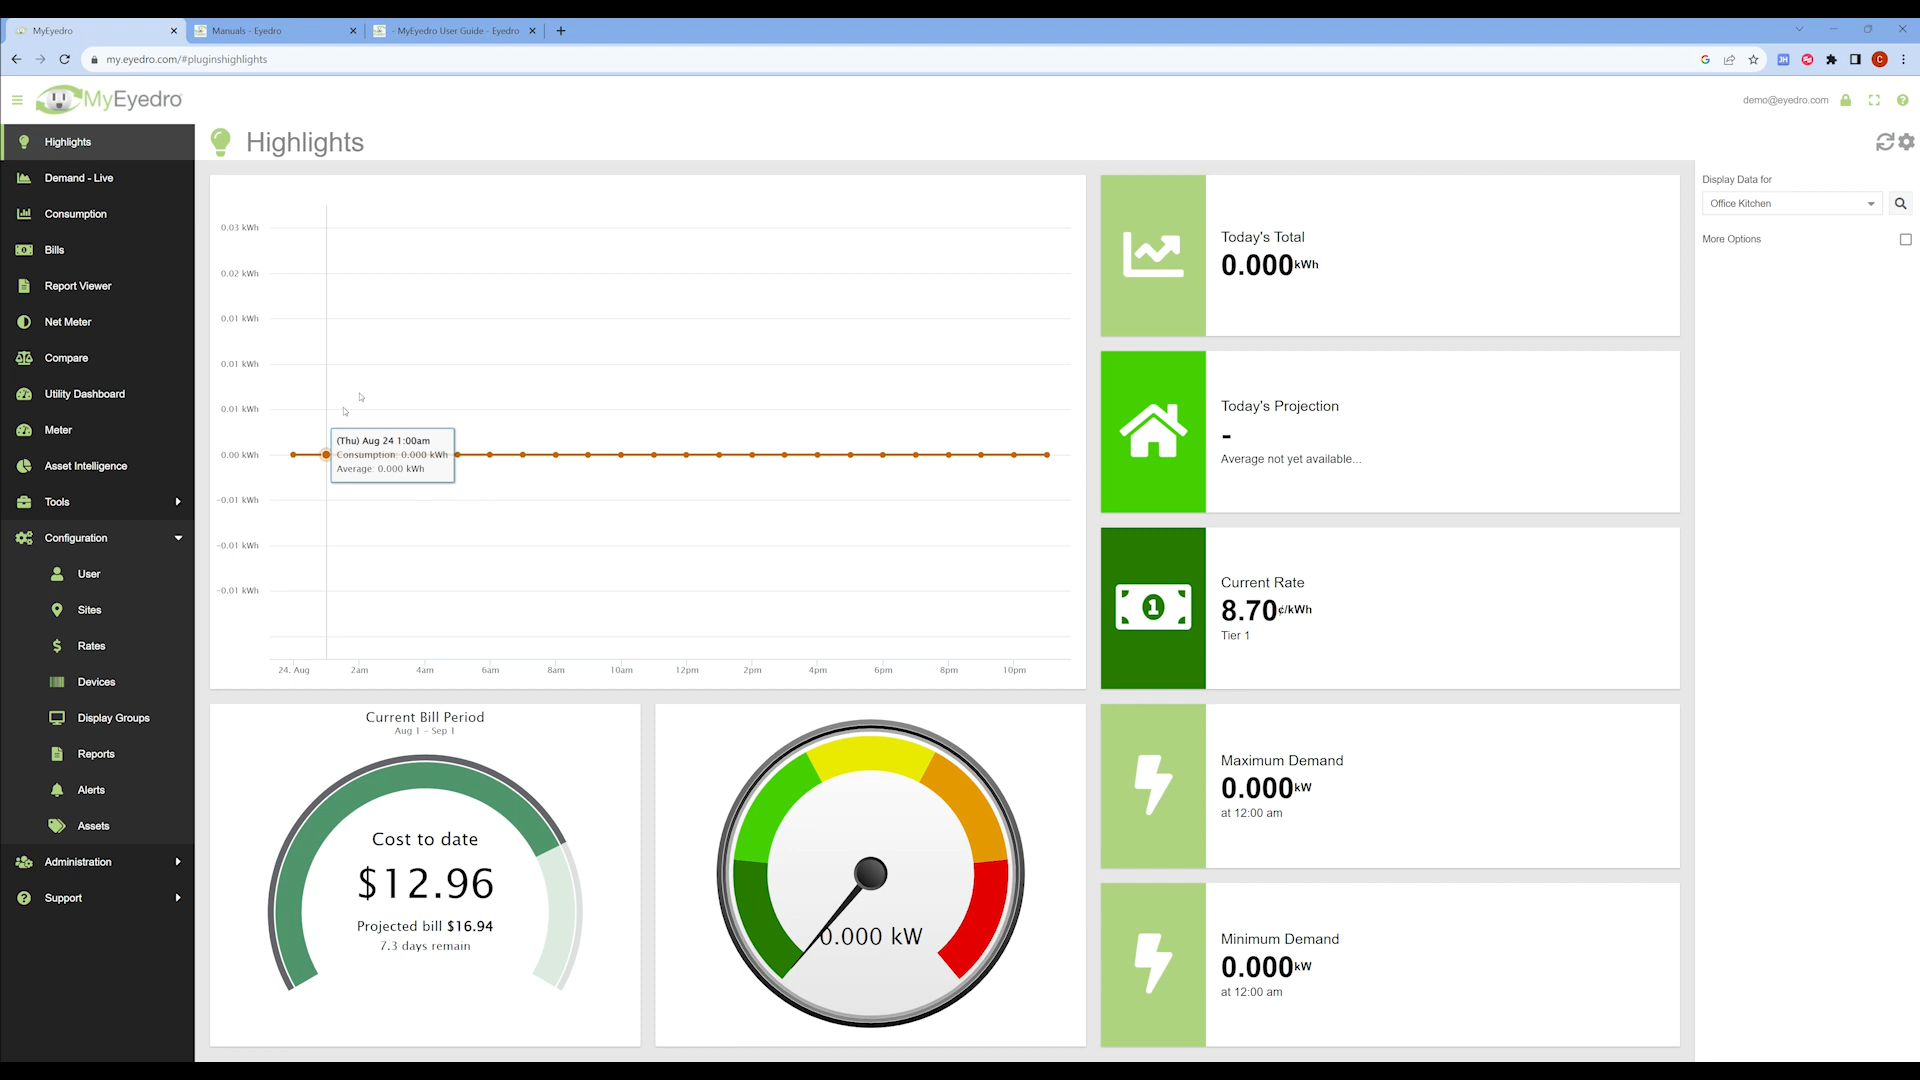 MyEyedro
Manuals - Eyedro
- MyEyedro User Guide - Eyedro
my.eyedro.com/#pluginshighlights
G
JH
C
MyEyedro
demo@eyedro.com
Highlights
Demand - Live
Consumption
Bills
Report Viewer
Net Meter
Compare
Utility Dashboard
Meter
Asset Intelligence
Tools
Configuration
User
Sites
Rates
Devices
Display Groups
Reports
Alerts
Assets
Administration
Support
Highlights
0.03 kWh
0.02 kWh
0.01 kWh
0.01 kWh
0.01 kWh
0.00 kWh
-0.01 kWh
-0.01 kWh
-0.01 kWh
(Thu) Aug 24 1:00am
Consumption: 0.000 kWh
Average: 0.000 kWh
24. Aug 2am 4am 6am 8am 10am 12pm 2pm 4pm 6pm 8pm 10pm
Current Bill Period
Aug 1 - Sep 1
Cost to date
$12.96
Projected bill $16.94
7.3 days remain
0.000 kW
Today's Total
0.000kWh
Today's Projection
-
Average not yet available...
1
Current Rate
8.70¢/kWh
Tier 1
Maximum Demand
0.000kW
at 12:00 am
Minimum Demand
0.000kW
at 12:00 am
Display Data for
Office Kitchen
More Options